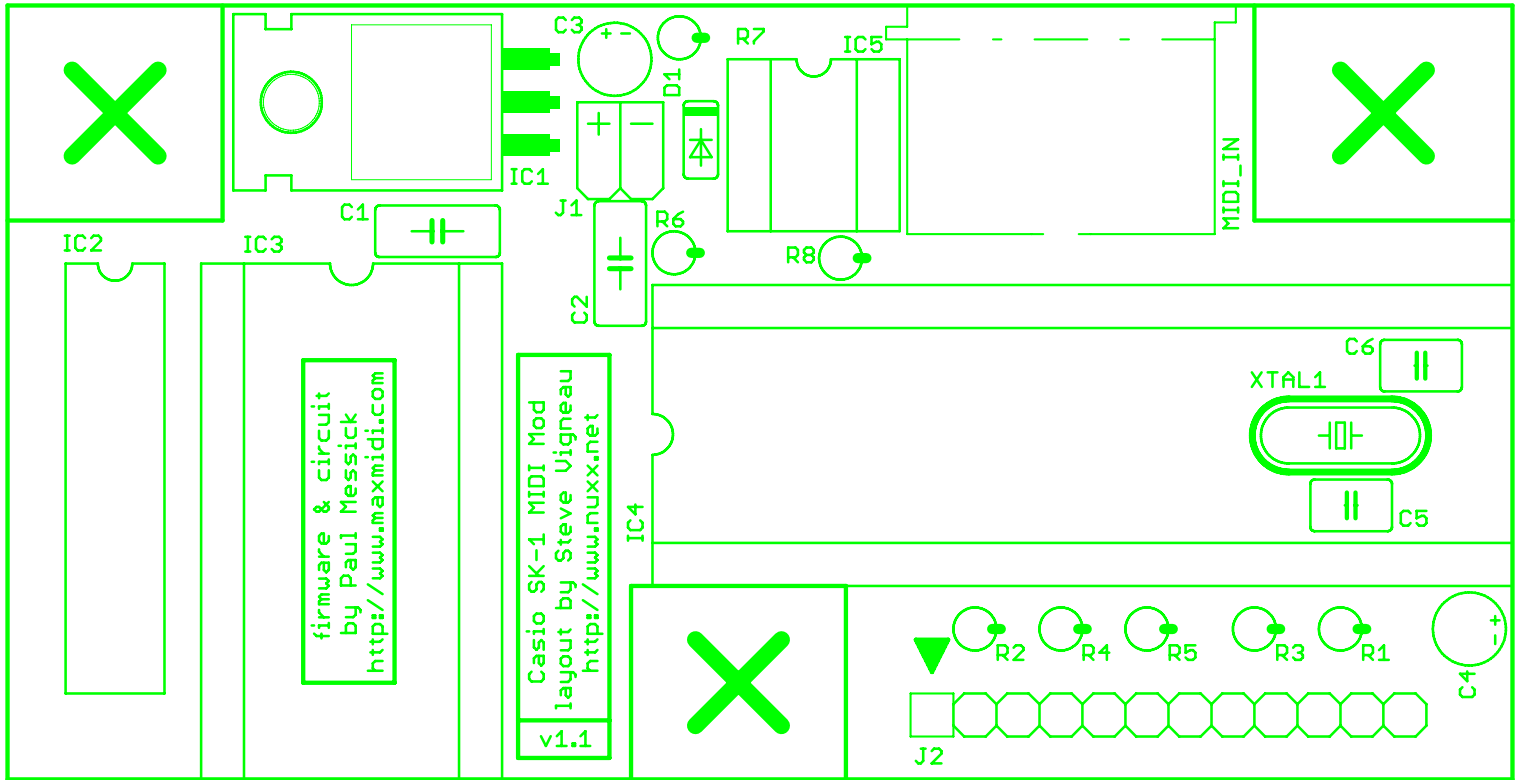 C3
R7
IC5
D1
+ -
+ -
IC1
J1
MIDI_IN
C1
R6
R8
IC2
IC3
C2
C6
XTAL1
C5
IC4
firmware & circuit
by Paul Messick
http://www.maxmidi.com
Casio SK-1 MIDI Mod
layout by Steve Vigneau
http://www.nuxx.net
v1.1
R2
R4
R5
R3
R1
- +
C4
J2